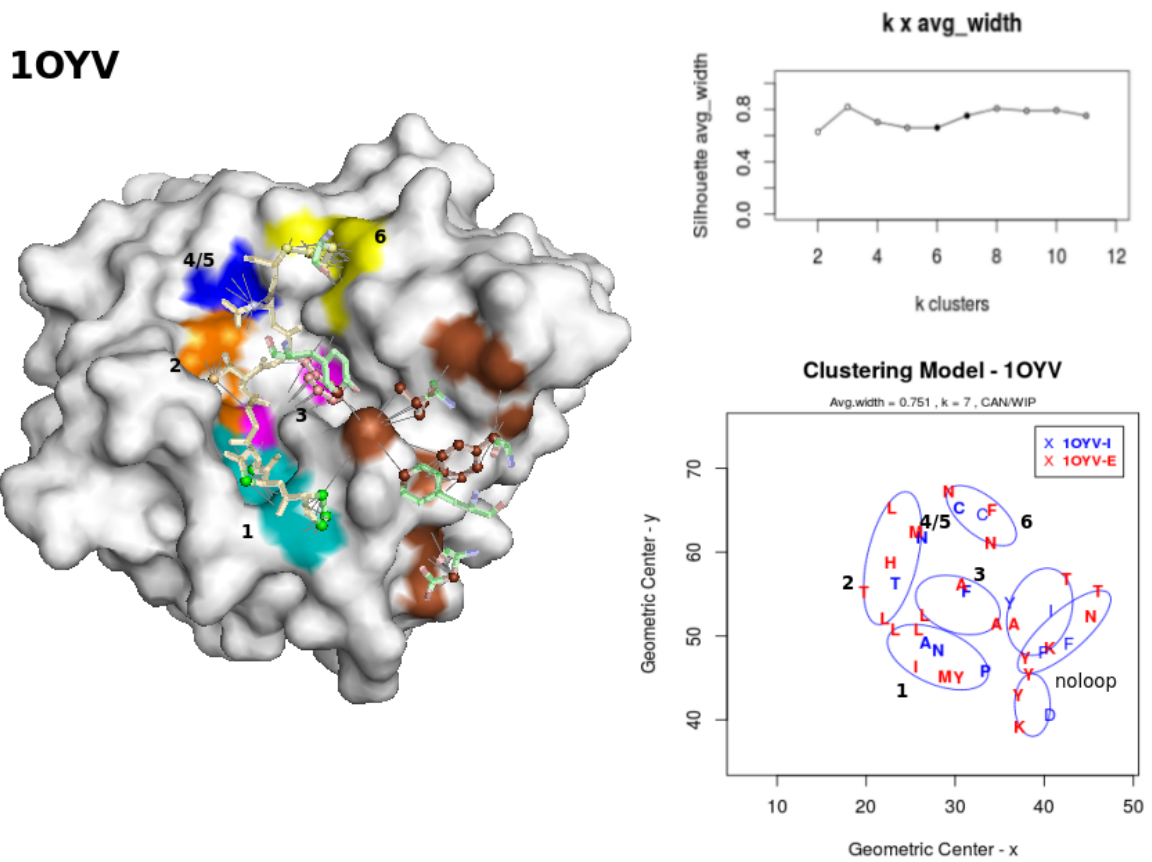 1OYV
6
4/5
2
3
1
k x avg_width
Silhouette avg_width
0.8
0.4
0.0
2 4 6 8 10 12
k clusters
Clustering Model - 1OYV
Avg.width = 0.751 , k = 7 , CAN/WIP
X 1OYV-I
X 1OYV-E
Geometric Center - y
70
60
50
40
N
L C C F
4/5 6
M N
N
H
3
2 T T A F T T
Y I N
L L A A
L L
A N F F K
Y
I M Y P Y
noloop
1
Y
D
Y
10 20 30 40 50
Geometric Center - x